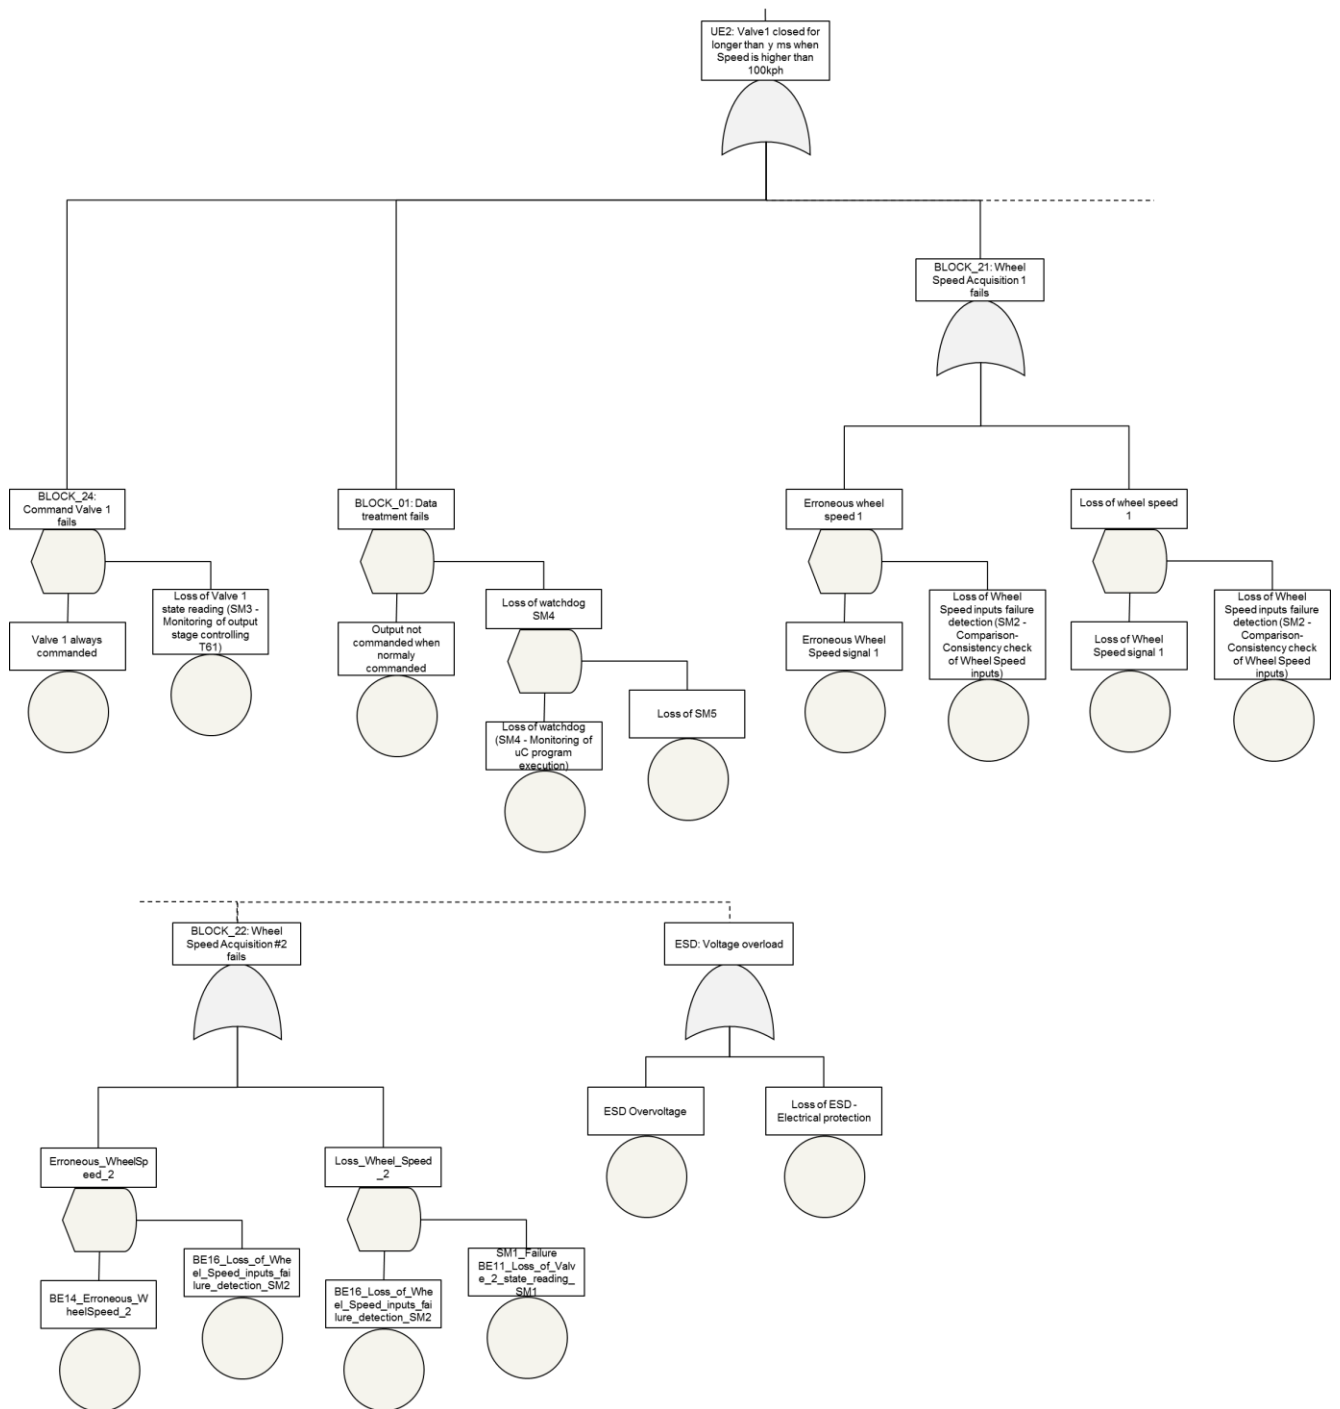 UE2: Valve1 closed for
longer than y ms when
Speed is higher than
100kph
BLOCK_21: Wheel
Speed Acquisition 1
fails
BLOCK_24:
Command Valve 1
fails
BLOCK_01: Data
treatment fails
Erroneous wheel
speed 1
Loss of wheel speed
1
Valve 1 always
commanded
Loss of Valve 1
state reading (SM3 -
Monitoring of output
stage controlling
T61)
Output not
commanded when
normaly
commanded
Loss of watchdog
SM4
Loss of watchdog
(SM4 - Monitoring of
uC program
execution)
Loss of SM5
Erroneous Wheel
Speed signal 1
Loss of Wheel
Speed inputs failure
detection (SM2 -
Comparison-
Consistency check
of Wheel Speed
inputs)
Loss of Wheel
Speed signal 1
Loss of Wheel
Speed inputs failure
detection (SM2 -
Comparison-
Consistency check
of Wheel Speed
inputs)
BLOCK_22: Wheel
Speed Acquisition #2
fails
ESD: Voltage overload
ESD Overvoltage
Loss of ESD -
Electrical protection
Erroneous_WheelSp
eed_2
Loss_Wheel_Speed
_2
BE14_Erroneous_W
heelSpeed_2
BE16_Loss_of_Whe
el_Speed_inputs_fai
lure_detection_SM2
BE16_Loss_of_Whe
el_Speed_inputs_fai
lure_detection_SM2
SM1_Failure
BE11_Loss_of_Valv
e_2_state_reading_
SM1